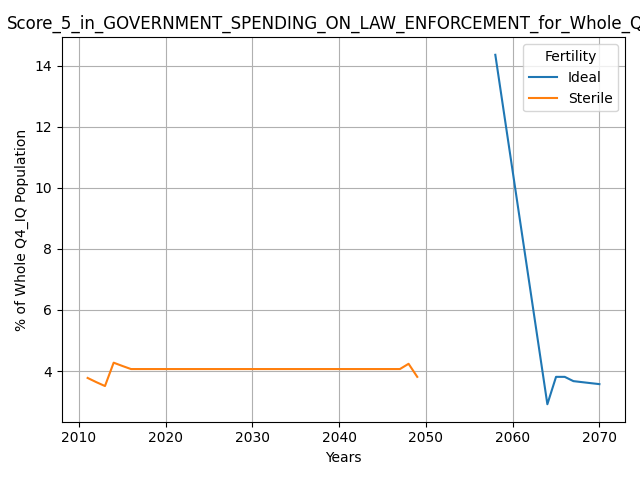 Score_5_in_GOVERNMENT_SPENDING_ON_LAW_ENFORCEMENT_for_Whole_Q
Fertility
Ideal
Sterile
% of Whole Q4_IQ Population
14
12
10
8
6
4
2010 2020 2030 2040 2050 2060 2070
Years